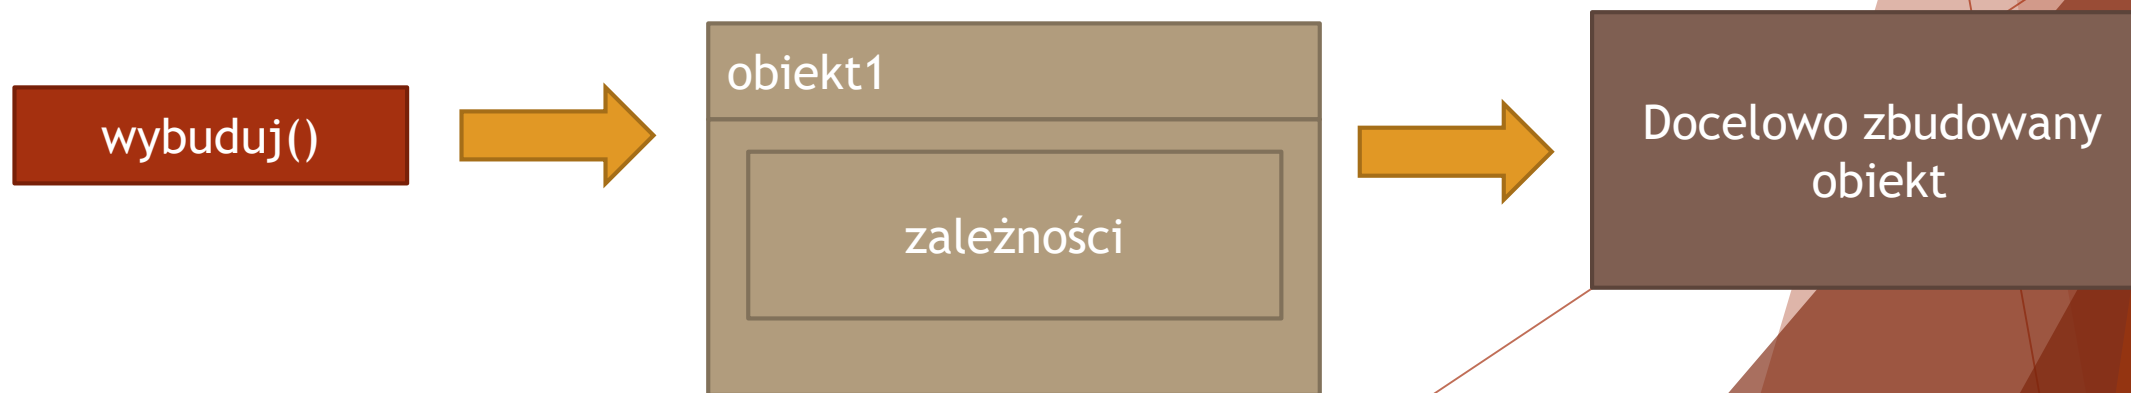 wybuduj()
obiekt1
zależności
Docelowo zbudowany
obiekt